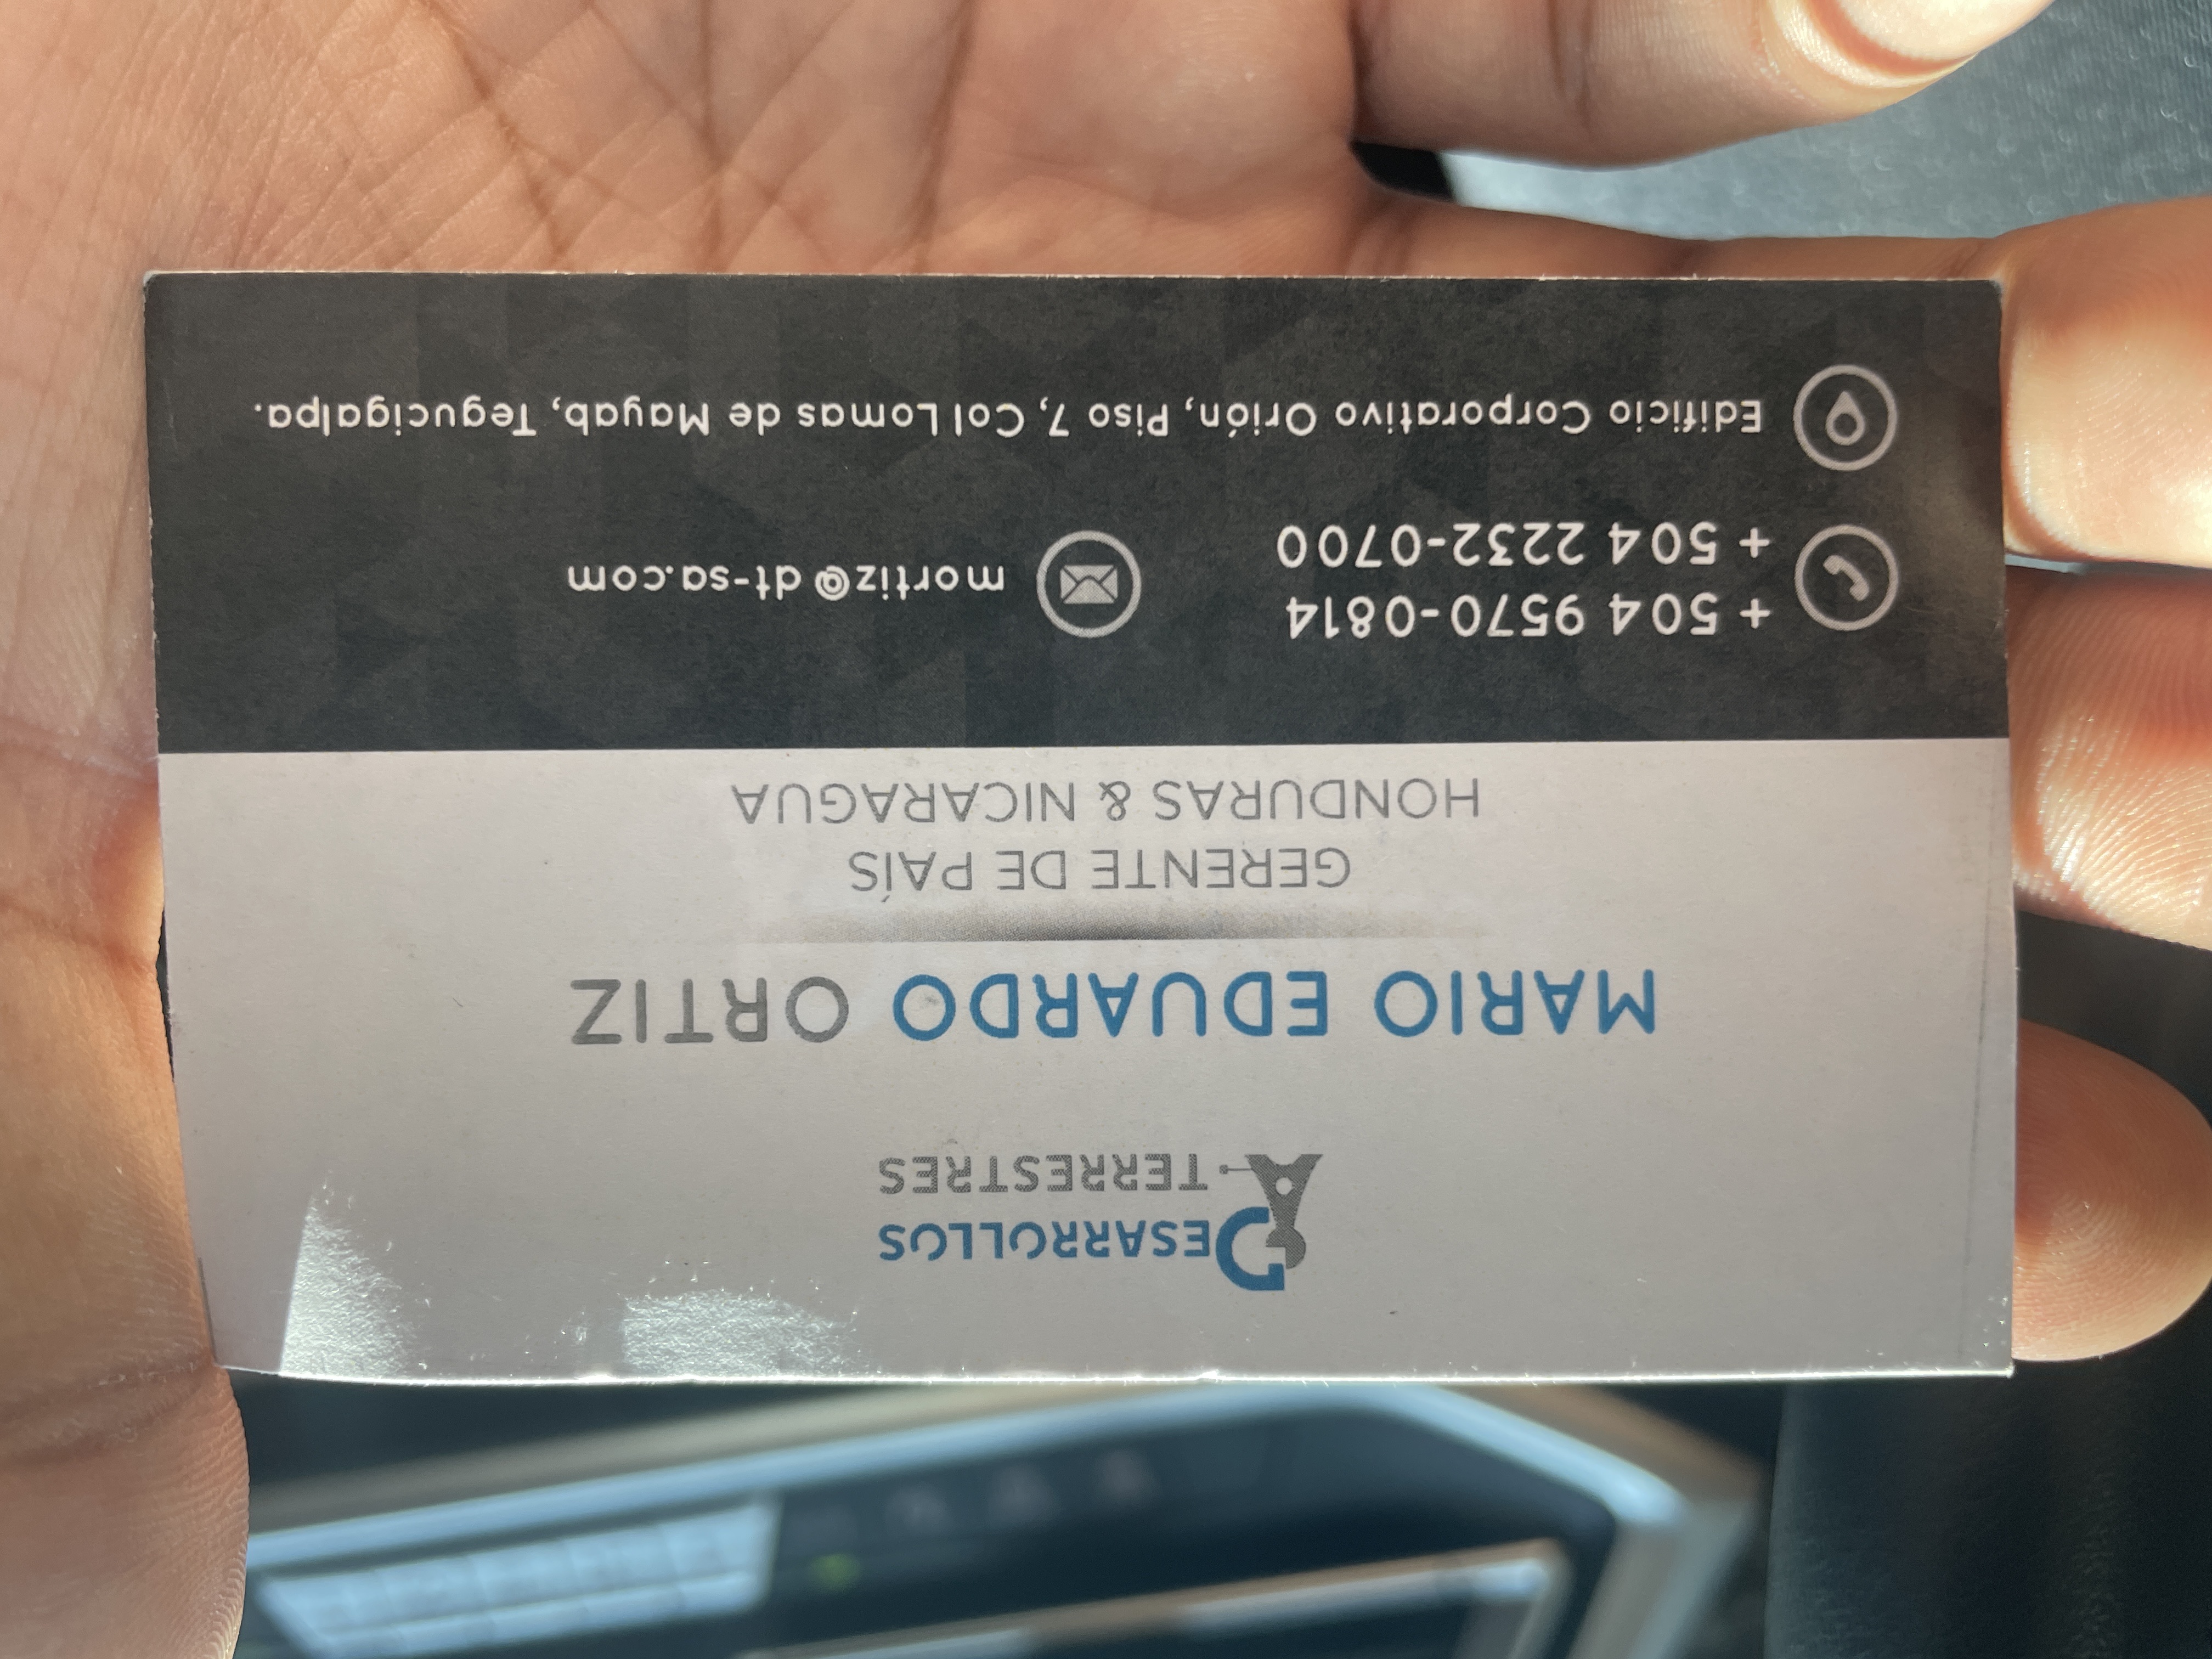 DESARROLLOS
TERRESTRES
MARIO EDUARDO ORTIZ
GERENTE DE PAÍS
HONDURAS & NICARAGUA
+ 504 9570-0814
+ 504 2232-0700
mortiz@dt-sa.com
Edificio Corporativo Orión, Piso 7, Col Lomas de Mayab, Tegucigalpa.